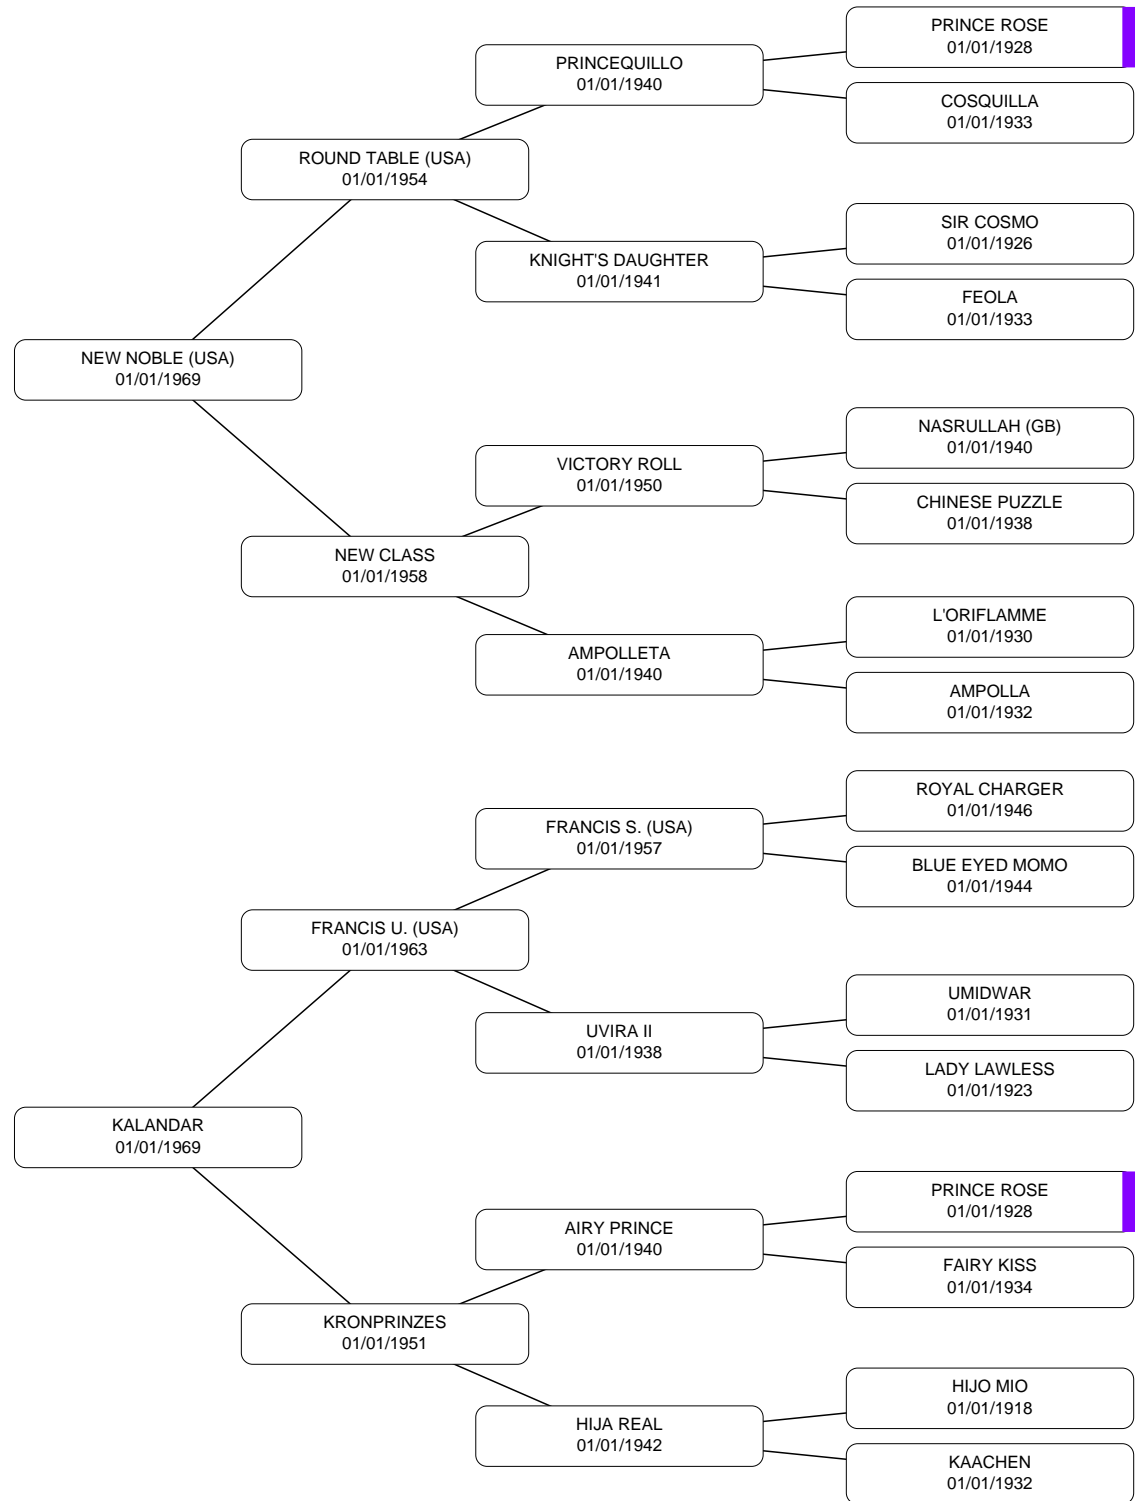 PRINCE ROSE
01/01/1928
PRINCEQUILLO
01/01/1940
COSQUILLA
01/01/1933
ROUND TABLE (USA)
01/01/1954
SIR COSMO
01/01/1926
KNIGHT'S DAUGHTER
01/01/1941
FEOLA
01/01/1933
NEW NOBLE (USA)
01/01/1969
NASRULLAH (GB)
01/01/1940
VICTORY ROLL
01/01/1950
CHINESE PUZZLE
01/01/1938
NEW CLASS
01/01/1958
L'ORIFLAMME
01/01/1930
AMPOLLETA
01/01/1940
AMPOLLA
01/01/1932
ROYAL CHARGER
01/01/1946
FRANCIS S. (USA)
01/01/1957
BLUE EYED MOMO
01/01/1944
FRANCIS U. (USA)
01/01/1963
UMIDWAR
01/01/1931
UVIRA II
01/01/1938
LADY LAWLESS
01/01/1923
KALANDAR
01/01/1969
PRINCE ROSE
01/01/1928
AIRY PRINCE
01/01/1940
FAIRY KISS
01/01/1934
KRONPRINZES
01/01/1951
HIJO MIO
01/01/1918
HIJA REAL
01/01/1942
KAACHEN
01/01/1932